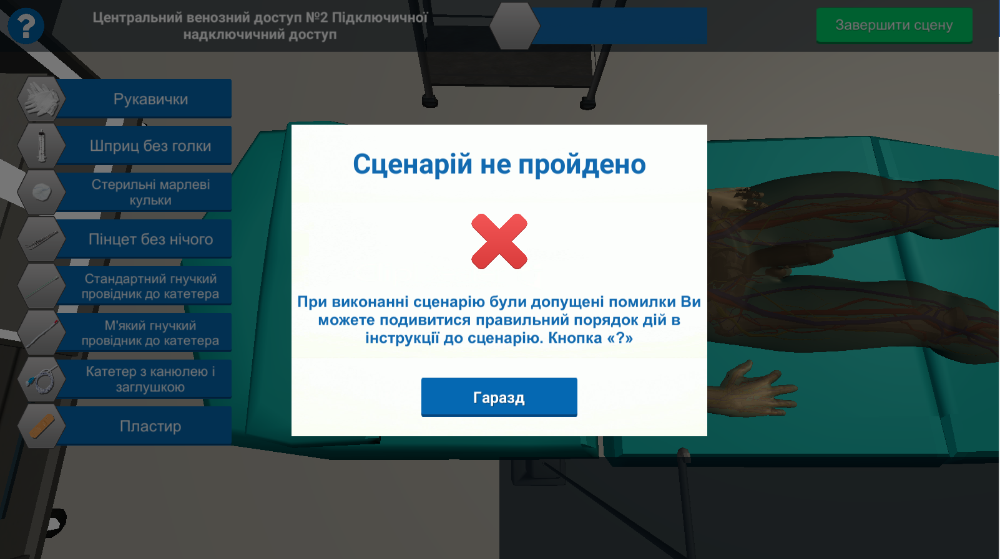 ?
Центральний венозний доступ №2 Підключичної
надключичний доступ
Завершити сцену
Рукавички
Шприц без голки
Стерильні марлеві
кульки
Пінцет без нічого
Стандартний гнучкий
провідник до катетера
М'який гнучкий
провідник до катетера
Катетер з канюлею і
заглушкою
Пластир
Сценарій не пройдено
При виконанні сценарію були допущені помилки Ви
можете подивитися правильний порядок дій в
інструкції до сценарію. Кнопка «?»
Гаразд